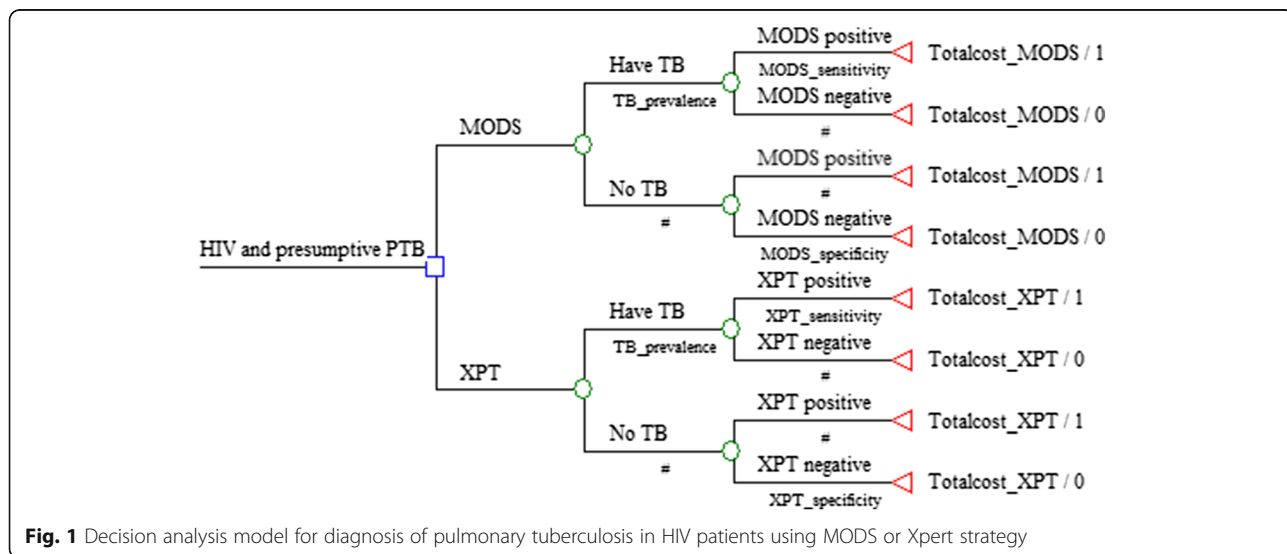 MODS positive
Totalcost_MODS / 1
Have TB
MODS_sensitivity
TB_prevalence
MODS negative
Totalcost_MODS / 0
#
MODS
MODS positive
Totalcost_MODS / 1
No TB
#
#
MODS negative
Totalcost_MODS / 0
MODS_specificity
HIV and presumptive PTB
XPT positive
Totalcost_XPT / 1
Have TB
XPT_sensitivity
TB_prevalence
XPT negative
Totalcost_XPT / 0
#
XPT
XPT positive
Totalcost_XPT / 1
No TB
#
#
XPT negative
Totalcost_XPT / 0
XPT_specificity
Fig. 1 Decision analysis model for diagnosis of pulmonary tuberculosis in HIV patients using MODS or Xpert strategy